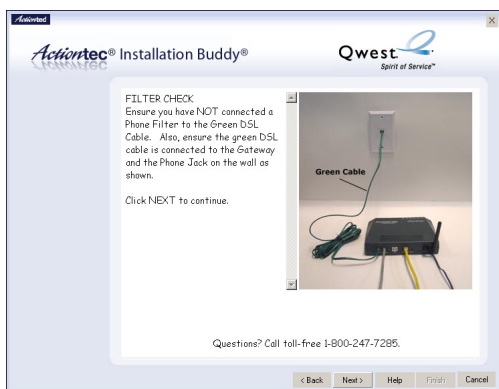 Actiontec
Actiontec® Installation Buddy®
Qwest.
Spirit of Service™
FILTER CHECK
Ensure you have NOT connected a
Phone Filter to the Green DSL
Cable. Also, ensure the green DSL
cable is connected to the Gateway
and the Phone Jack on the wall as
shown.
Click NEXT to continue.
Green Cable
Questions? Call toll-free 1-800-247-7285.
< Back
Next >
Help
Finish
Cancel